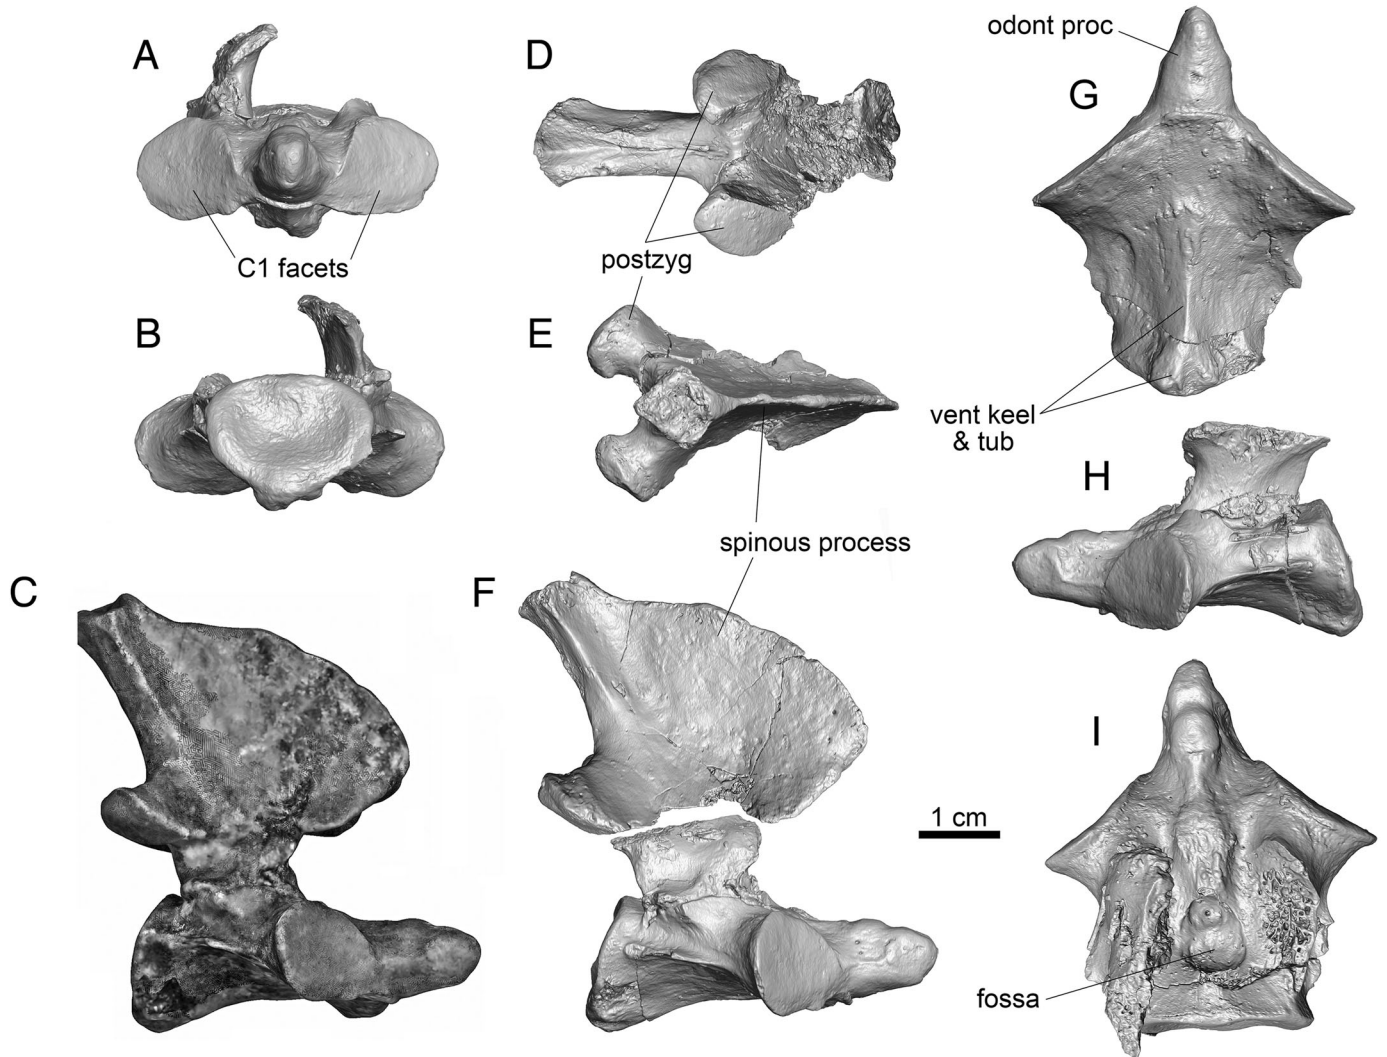 A
C1 facets
B
C
D
postzyg
E
spinous process
F
odont proc
G
vent keel
& tub
H
1 cm
I
fossa